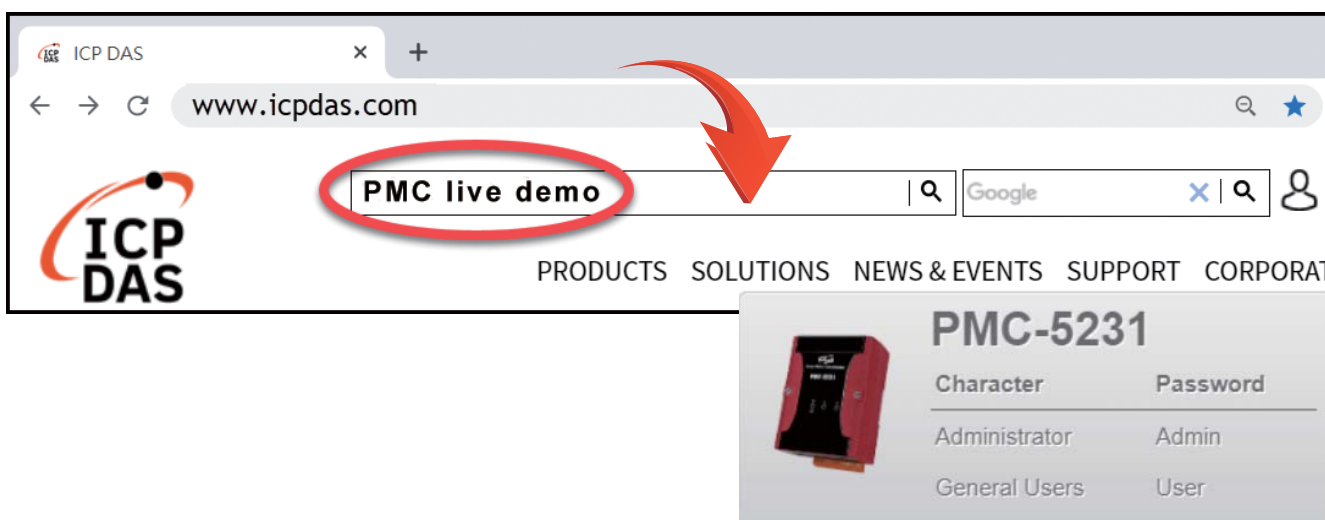 ICP DAS
www.icpdas.com
PMC live demo
Google
ICP
DAS
PRODUCTS SOLUTIONS NEWS & EVENTS SUPPORT CORPORAT
PMC-5231
Character Password
Administrator Admin
General Users User